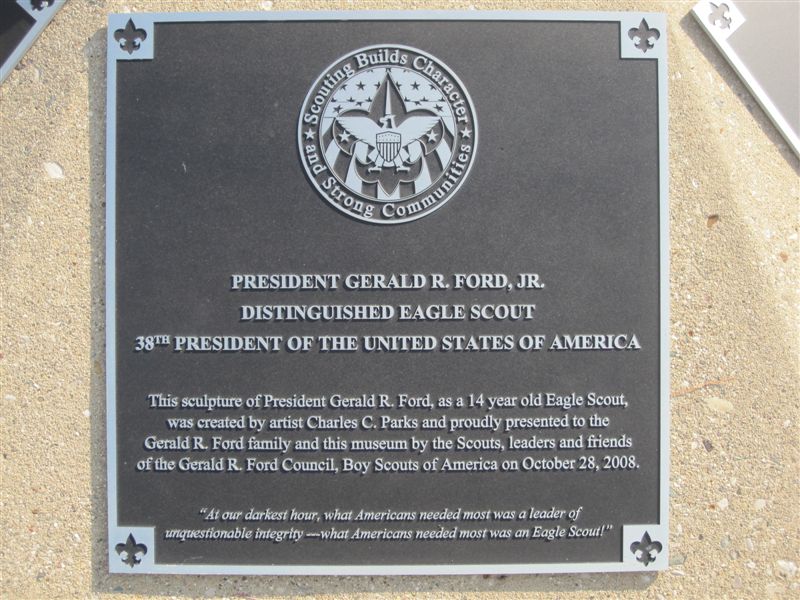 Scouting Builds Character
and Strong Communities
PRESIDENT GERALD R. FORD, JR.
DISTINGUISHED EAGLE SCOUT
38TH PRESIDENT OF THE UNITED STATES OF AMERICA
This sculpture of President Gerald R. Ford, as a 14 year old Eagle Scout,
was created by artist Charles C. Parks and proudly presented to the
Gerald R. Ford family and this museum by the Scouts, leaders and friends
of the Gerald R. Ford Council, Boy Scouts of America on October 28, 2008.
“At our darkest hour, what Americans needed most was a leader of
unquestionable integrity —what Americans needed most was an Eagle Scout!”